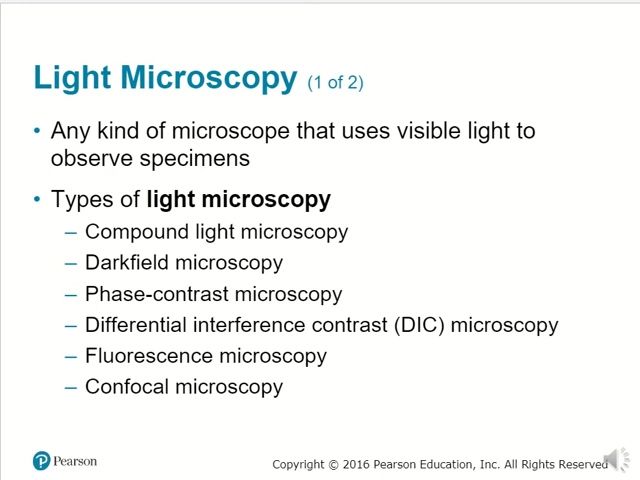 Light Microscopy (1 of 2)
• Any kind of microscope that uses visible light to
observe specimens
• Types of light microscopy
– Compound light microscopy
– Darkfield microscopy
– Phase-contrast microscopy
– Differential interference contrast (DIC) microscopy
– Fluorescence microscopy
– Confocal microscopy
P Pearson
Copyright © 2016 Pearson Education, Inc. All Rights Reserved